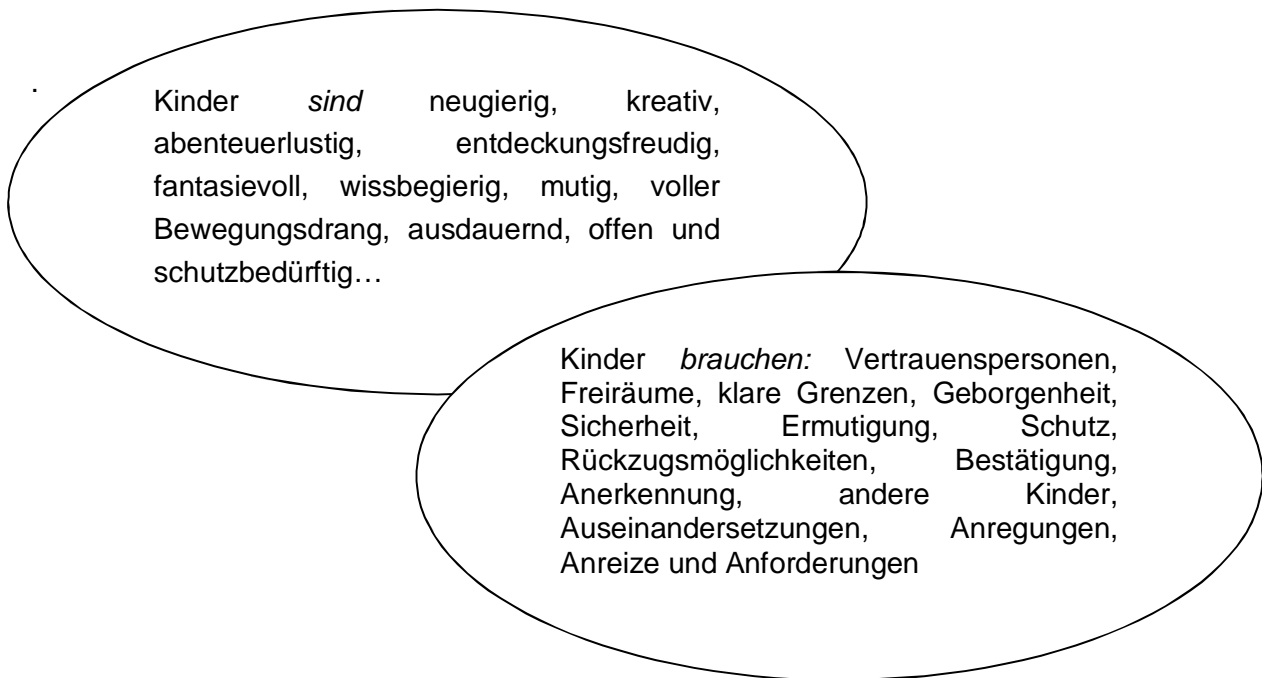 .
Kinder sind neugierig, kreativ,
abenteuerlustig, entdeckungsfreudig,
fantasievoll, wissbegierig, mutig, voller
Bewegungsdrang, ausdauernd, offen und
schutzbedürftig…
Kinder brauchen: Vertrauenspersonen,
Freiräume, klare Grenzen, Geborgenheit,
Sicherheit, Ermutigung, Schutz,
Rückzugsmöglichkeiten, Bestätigung,
Anerkennung, andere Kinder,
Auseinandersetzungen, Anregungen,
Anreize und Anforderungen